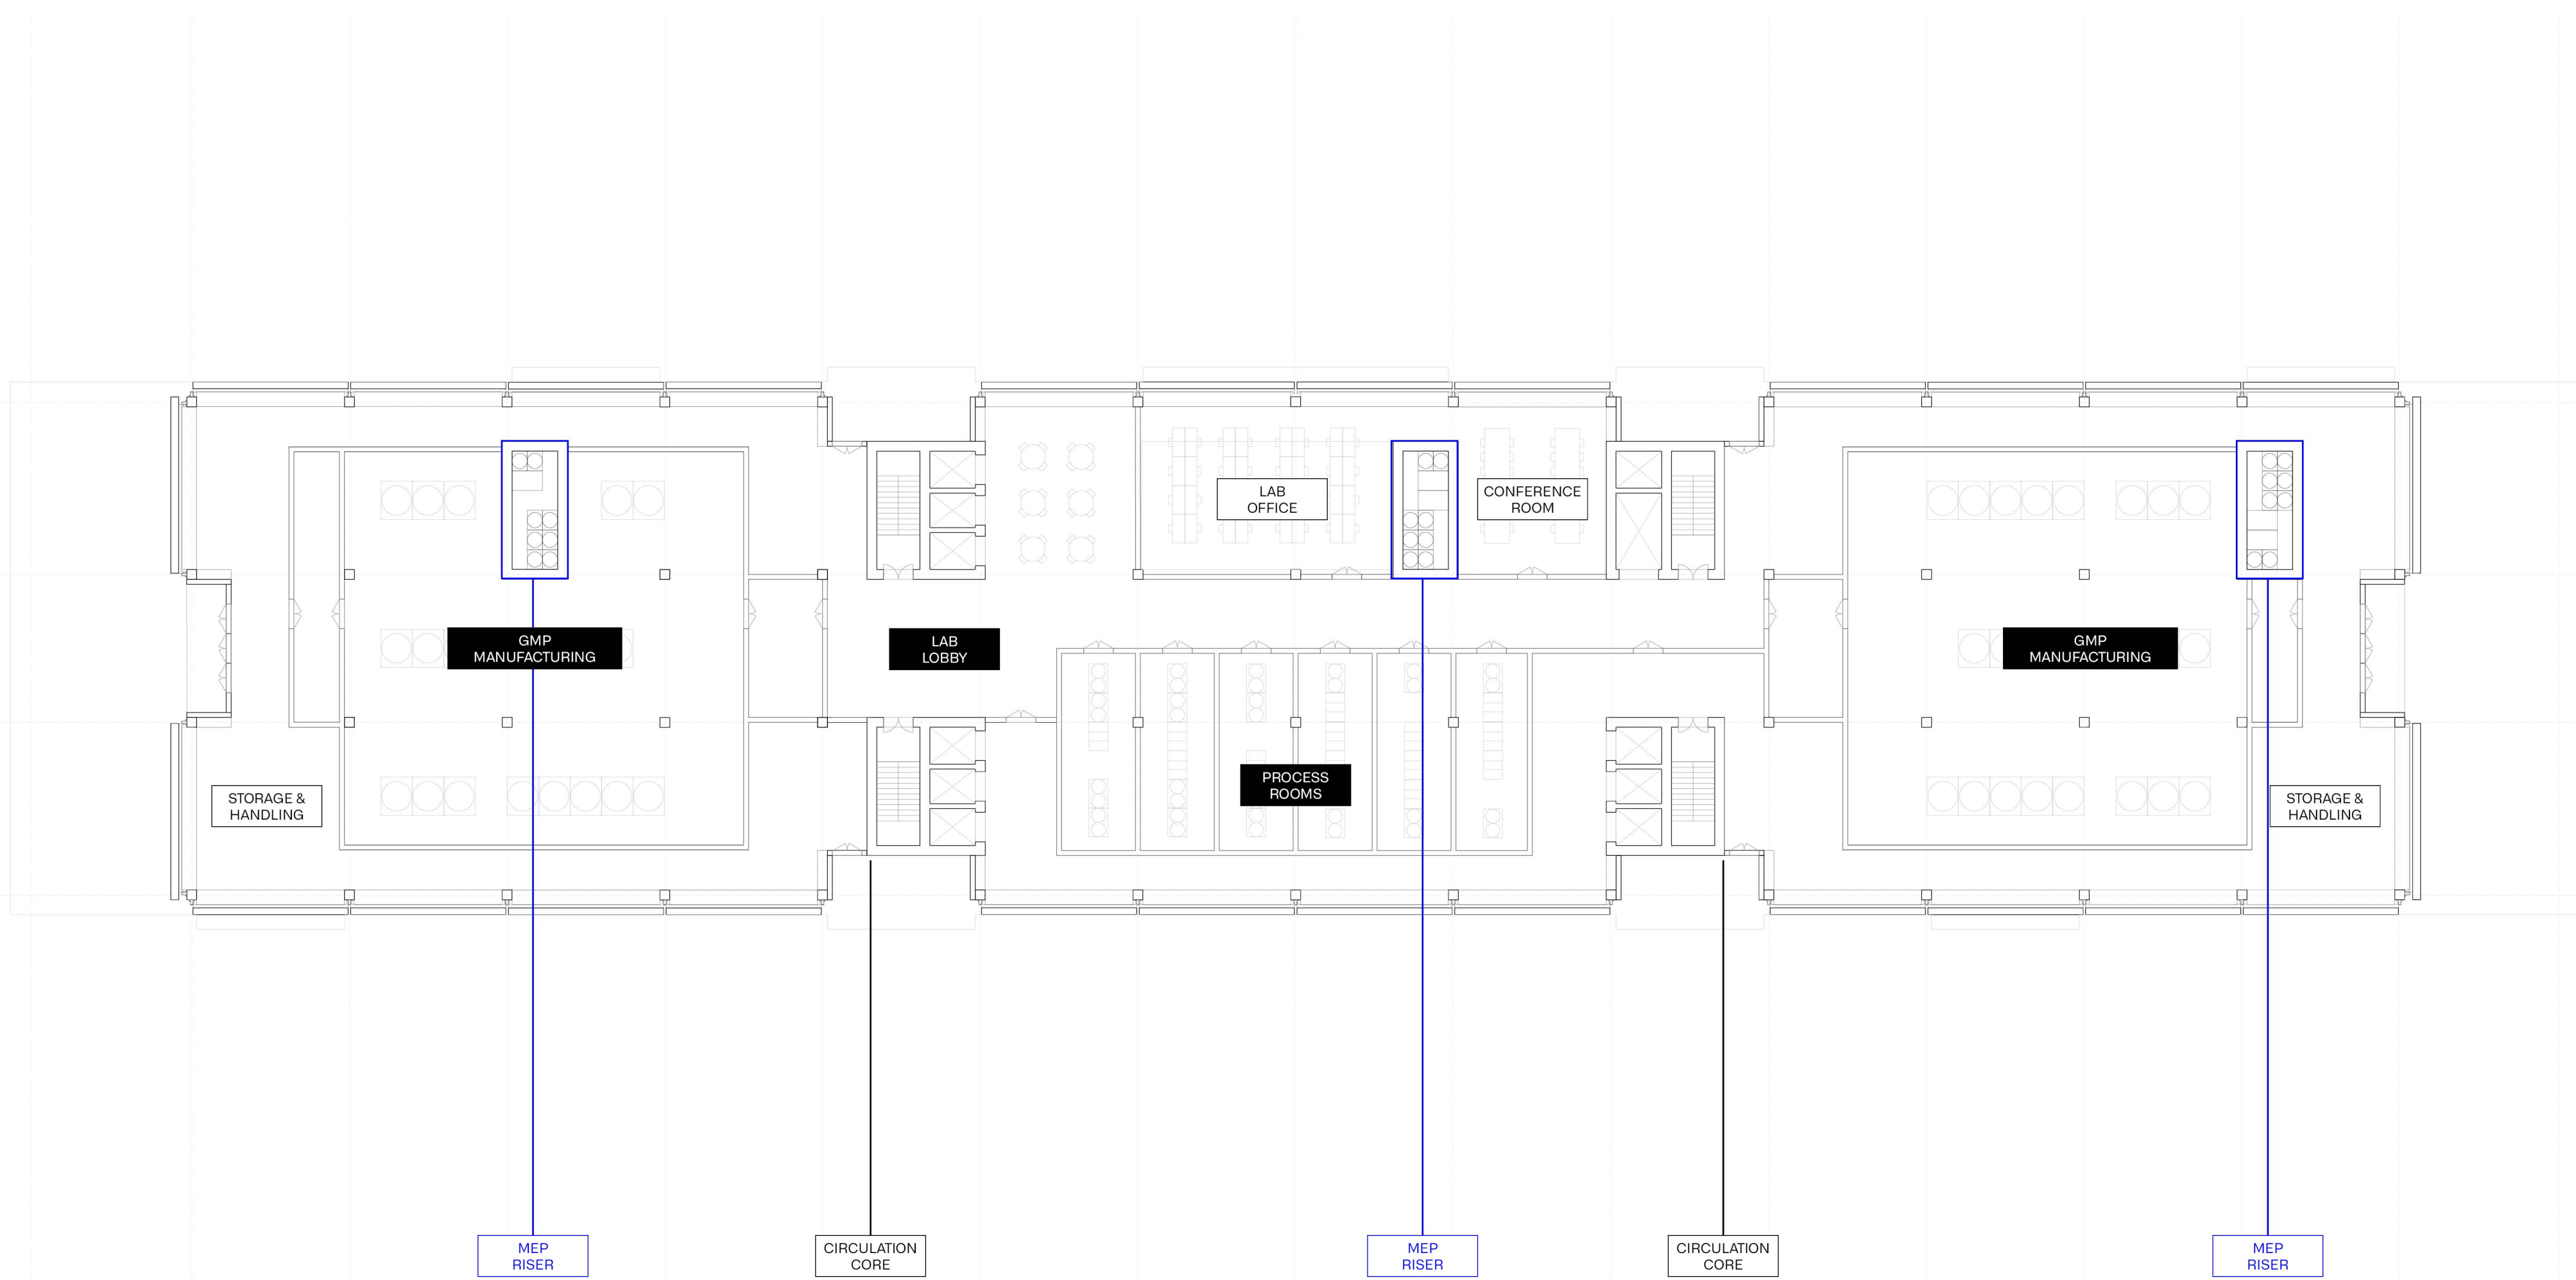 LAB
OFFICE
CONFERENCE
ROOM
GMP
MANUFACTURING
LAB
LOBBY
GMP
MANUFACTURING
PROCESS
ROOMS
STORAGE &
HANDLING
STORAGE &
HANDLING
MEP
RISER
CIRCULATION
CORE
MEP
RISER
CIRCULATION
CORE
MEP
RISER